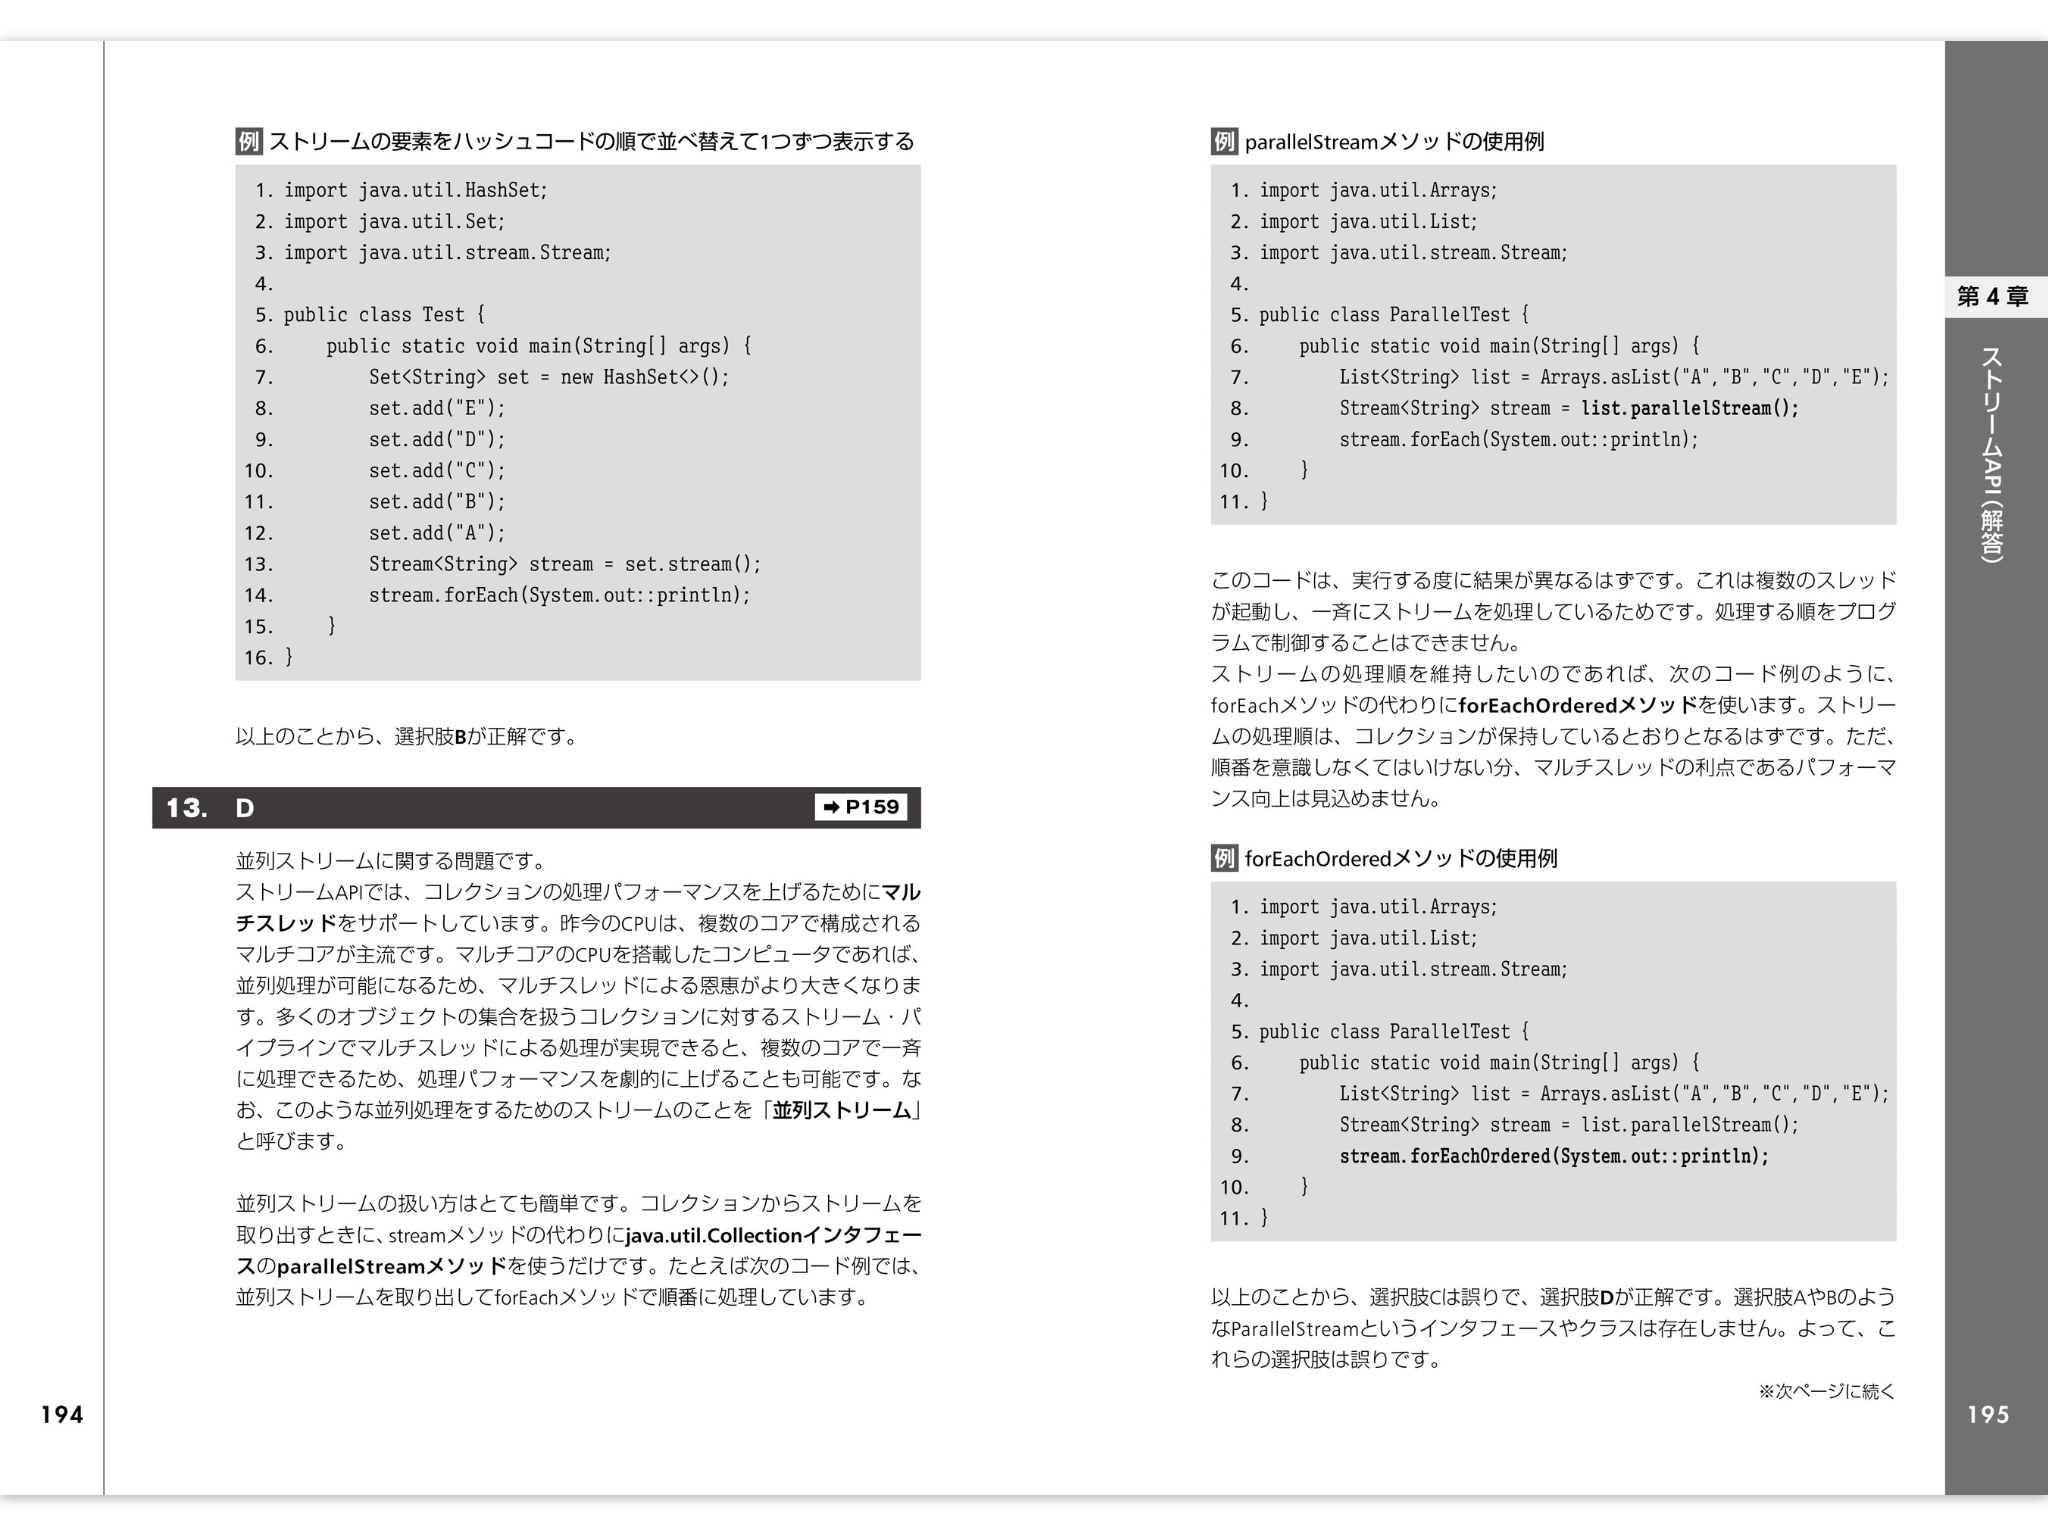 例 ストリームの要素をハッシュコードの順で並べ替えて1つずつ表示する
1. import java.util.HashSet;
2. import java.util.Set;
3. import java.util.stream.Stream;
4.
5. public class Test {
6.     public static void main(String[] args) {
7.         Set<String> set = new HashSet<>();
8.         set.add("E");
9.         set.add("D");
10.         set.add("C");
11.         set.add("B");
12.         set.add("A");
13.         Stream<String> stream = set.stream();
14.         stream.forEach(System.out::println);
15.     }
16. }
以上のことから、選択肢Bが正解です。
13. D ➡ P159
並列ストリームに関する問題です。
ストリームAPIでは、コレクションの処理パフォーマンスを上げるためにマル
チスレッドをサポートしています。昨今のCPUは、複数のコアで構成される
マルチコアが主流です。マルチコアのCPUを搭載したコンピュータであれば、
並列処理が可能になるため、マルチスレッドによる恩恵がより大きくなりま
す。多くのオブジェクトの集合を扱うコレクションに対するストリーム・パ
イプラインでマルチスレッドによる処理が実現できると、複数のコアで一斉
に処理できるため、処理パフォーマンスを劇的に上げることも可能です。な
お、このような並列処理をするためのストリームのことを「並列ストリーム」
と呼びます。
並列ストリームの扱い方はとても簡単です。コレクションからストリームを
取り出すときに、streamメソッドの代わりにjava.util.Collectionインタフェー
スのparallelStreamメソッドを使うだけです。たとえば次のコード例では、
並列ストリームを取り出してforEachメソッドで順番に処理しています。
194
例 parallelStreamメソッドの使用例
1. import java.util.Arrays;
2. import java.util.List;
3. import java.util.stream.Stream;
4.
5. public class ParallelTest {
6.     public static void main(String[] args) {
7.         List<String> list = Arrays.asList("A","B","C","D","E");
8.         Stream<String> stream = list.parallelStream();
9.         stream.forEach(System.out::println);
10.     }
11. }
このコードは、実行する度に結果が異なるはずです。これは複数のスレッド
が起動し、一斉にストリームを処理しているためです。処理する順をプログ
ラムで制御することはできません。
ストリームの処理順を維持したいのであれば、次のコード例のように、
forEachメソッドの代わりにforEachOrderedメソッドを使います。ストリー
ムの処理順は、コレクションが保持しているとおりとなるはずです。ただ、
順番を意識しなくてはいけない分、マルチスレッドの利点であるパフォーマ
ンス向上は見込めません。
例 forEachOrderedメソッドの使用例
1. import java.util.Arrays;
2. import java.util.List;
3. import java.util.stream.Stream;
4.
5. public class ParallelTest {
6.     public static void main(String[] args) {
7.         List<String> list = Arrays.asList("A","B","C","D","E");
8.         Stream<String> stream = list.parallelStream();
9.         stream.forEachOrdered(System.out::println);
10.     }
11. }
以上のことから、選択肢Cは誤りで、選択肢Dが正解です。選択肢AやBのよう
なParallelStreamというインタフェースやクラスは存在しません。よって、こ
れらの選択肢は誤りです。
※次ページに続く
第4章
ストリームAPI(解答)
195